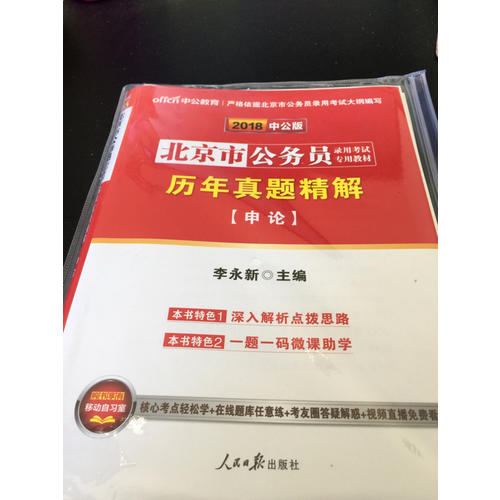 offcn中公教育 | 严格依据北京市公务员录用考试大纲编写
2018 中公版
北京市公务员 录用考试
专用教材
历年真题精解
【申论】
李永新◎主编
本书特色1 深入解析点拨思路
本书特色2 一题一码微课助学
移动自习室
核心考点轻松学+在线题库任意练+考友圈答疑解惑+视频直播免费看
人民日报出版社